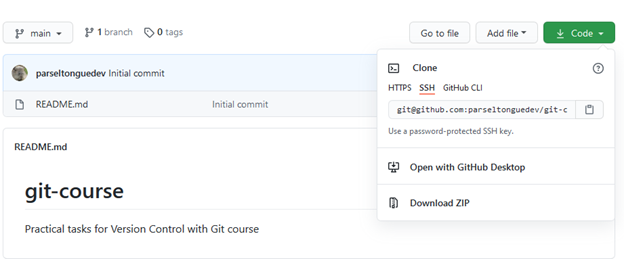 main
1 branch
0 tags
Go to file
Add file
Code
parseltonguedev Initial commit
README.md
Initial commit
Clone
HTTPS
SSH
GitHub CLI
git@github.com:parseltonguedev/git-c
Use a password-protected SSH key.
Open with GitHub Desktop
Download ZIP
README.md
git-course
Practical tasks for Version Control with Git course